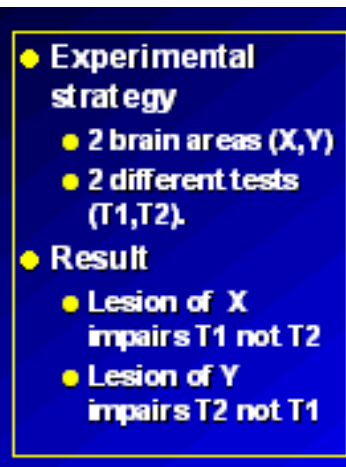 Experimental
strategy
2 brain areas (X,Y)
2 different tests
(T1,T2).
Result
Lesion of X
impairs T1 not T2
Lesion of Y
impairs T2 not T1